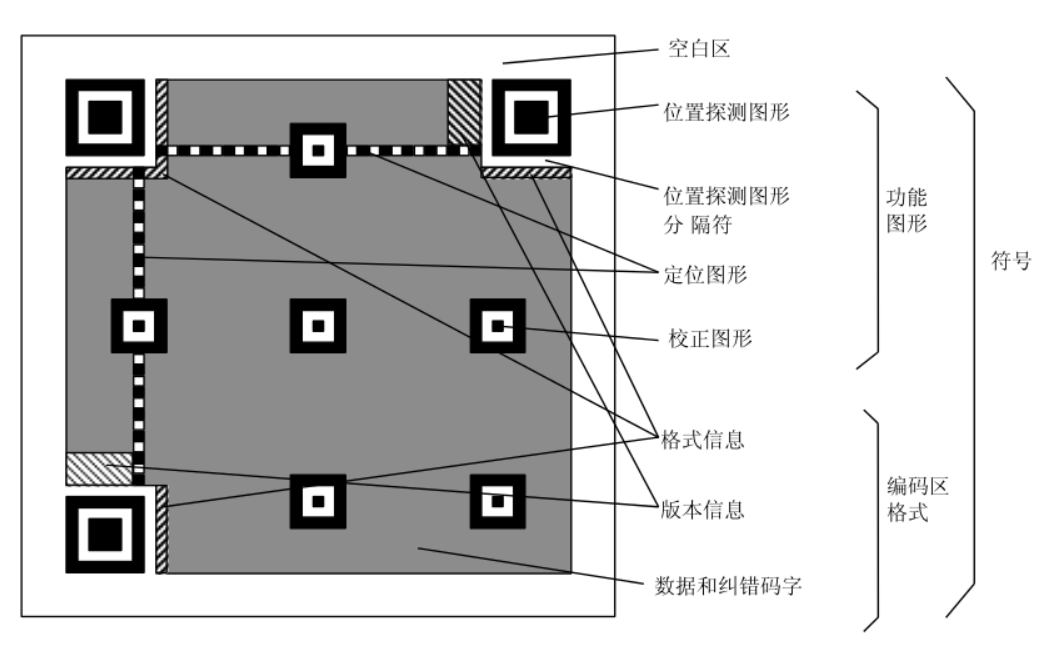 空白区
位置探测图形
位置探测图形
分 隔符
定位图形
校正图形
格式信息
版本信息
数据和纠错码字
功能
图形
编码区
格式
符号